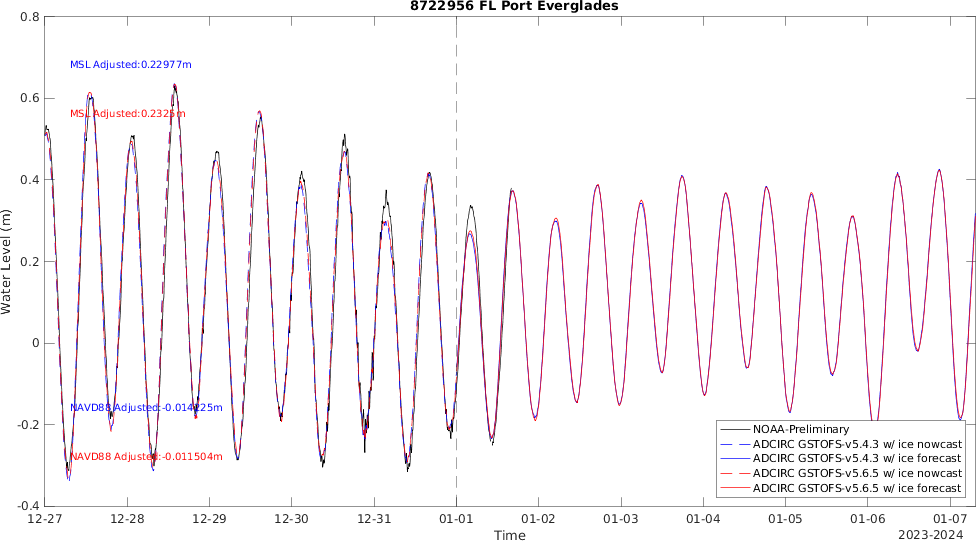 8722956 FL Port Everglades
0.8
0.6
0.4
0.2
0
-0.2
-0.4
Water Level (m)
MSL Adjusted:0.22977m
MSL Adjusted:0.2325m
NAVD88 Adjusted:-0.014225m
NAVD88 Adjusted:-0.011504m
NOAA-Preliminary
ADCIRC GSTOFS-v5.4.3 w/ ice nowcast
ADCIRC GSTOFS-v5.4.3 w/ ice forecast
ADCIRC GSTOFS-v5.6.5 w/ ice nowcast
ADCIRC GSTOFS-v5.6.5 w/ ice forecast
12-27 12-28 12-29 12-30 12-31 01-01 01-02 01-03 01-04 01-05 01-06 01-07
Time
2023-2024